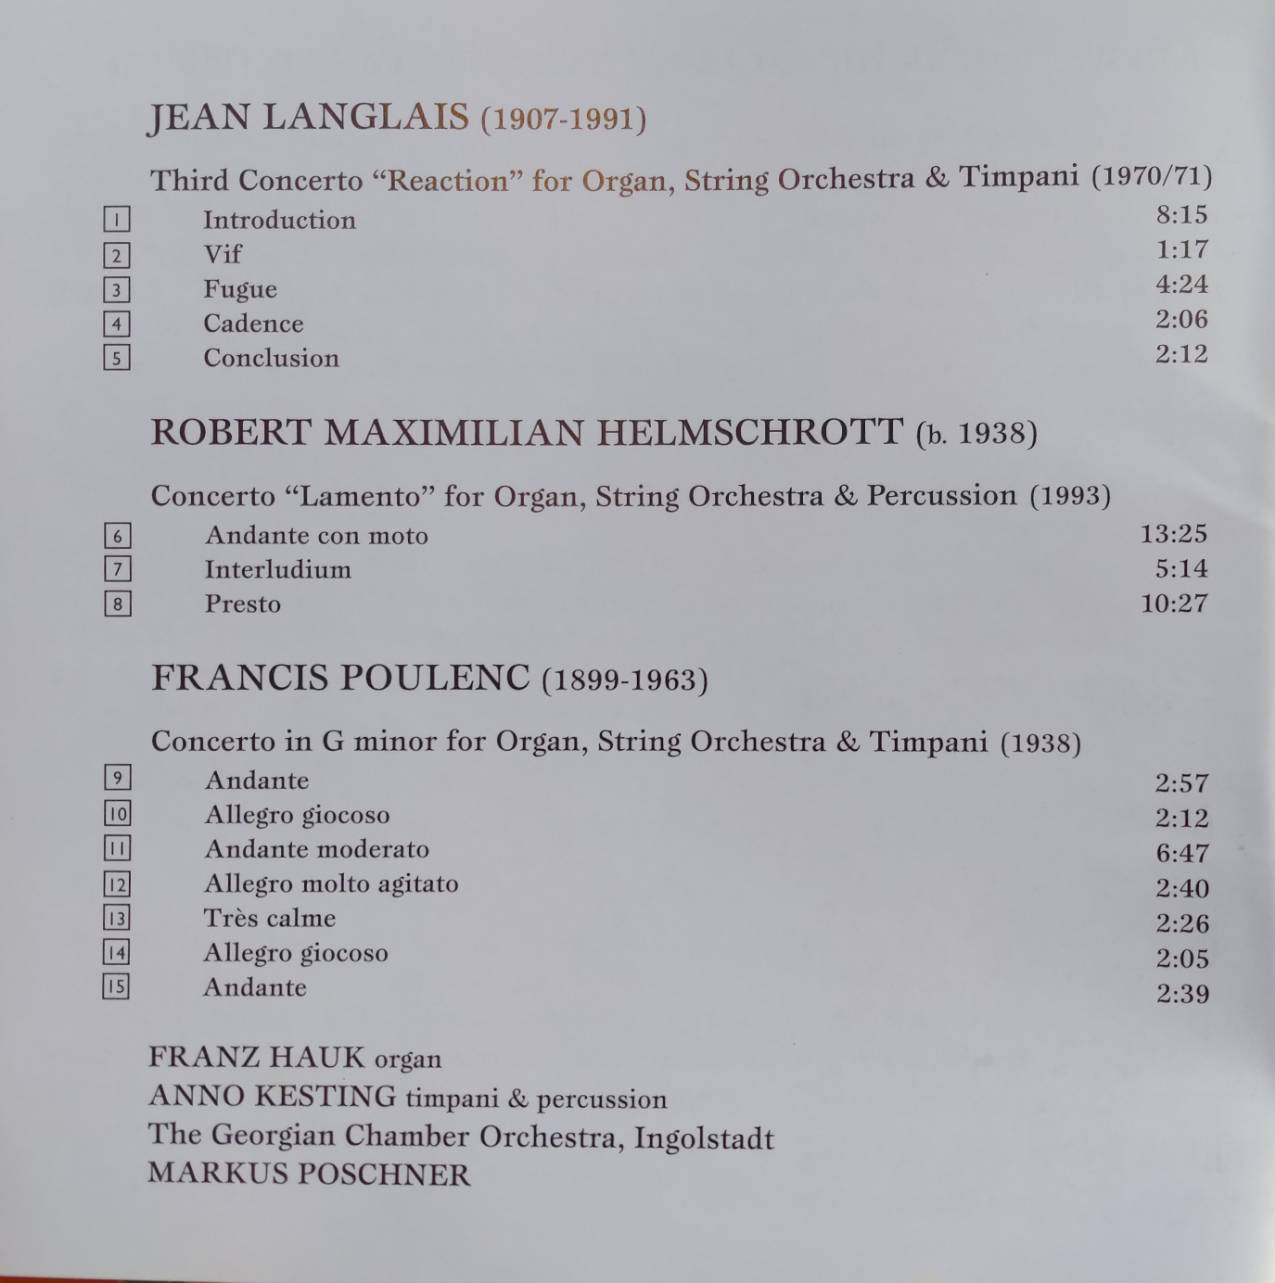 JEAN LANGLAIS (1907-1991)
Third Concerto “Reaction” for Organ, String Orchestra & Timpani (1970/71)
1 Introduction 8:15
2 Vif 1:17
3 Fugue 4:24
4 Cadence 2:06
5 Conclusion 2:12
ROBERT MAXIMILIAN HELMSCHROTT (b. 1938)
Concerto “Lamento” for Organ, String Orchestra & Percussion (1993)
6 Andante con moto 13:25
7 Interludium 5:14
8 Presto 10:27
FRANCIS POULENC (1899-1963)
Concerto in G minor for Organ, String Orchestra & Timpani (1938)
9 Andante 2:57
10 Allegro giocoso 2:12
11 Andante moderato 6:47
12 Allegro molto agitato 2:40
13 Très calme 2:26
14 Allegro giocoso 2:05
15 Andante 2:39
FRANZ HAUK organ
ANNO KESTING timpani & percussion
The Georgian Chamber Orchestra, Ingolstadt
MARKUS POSCHNER